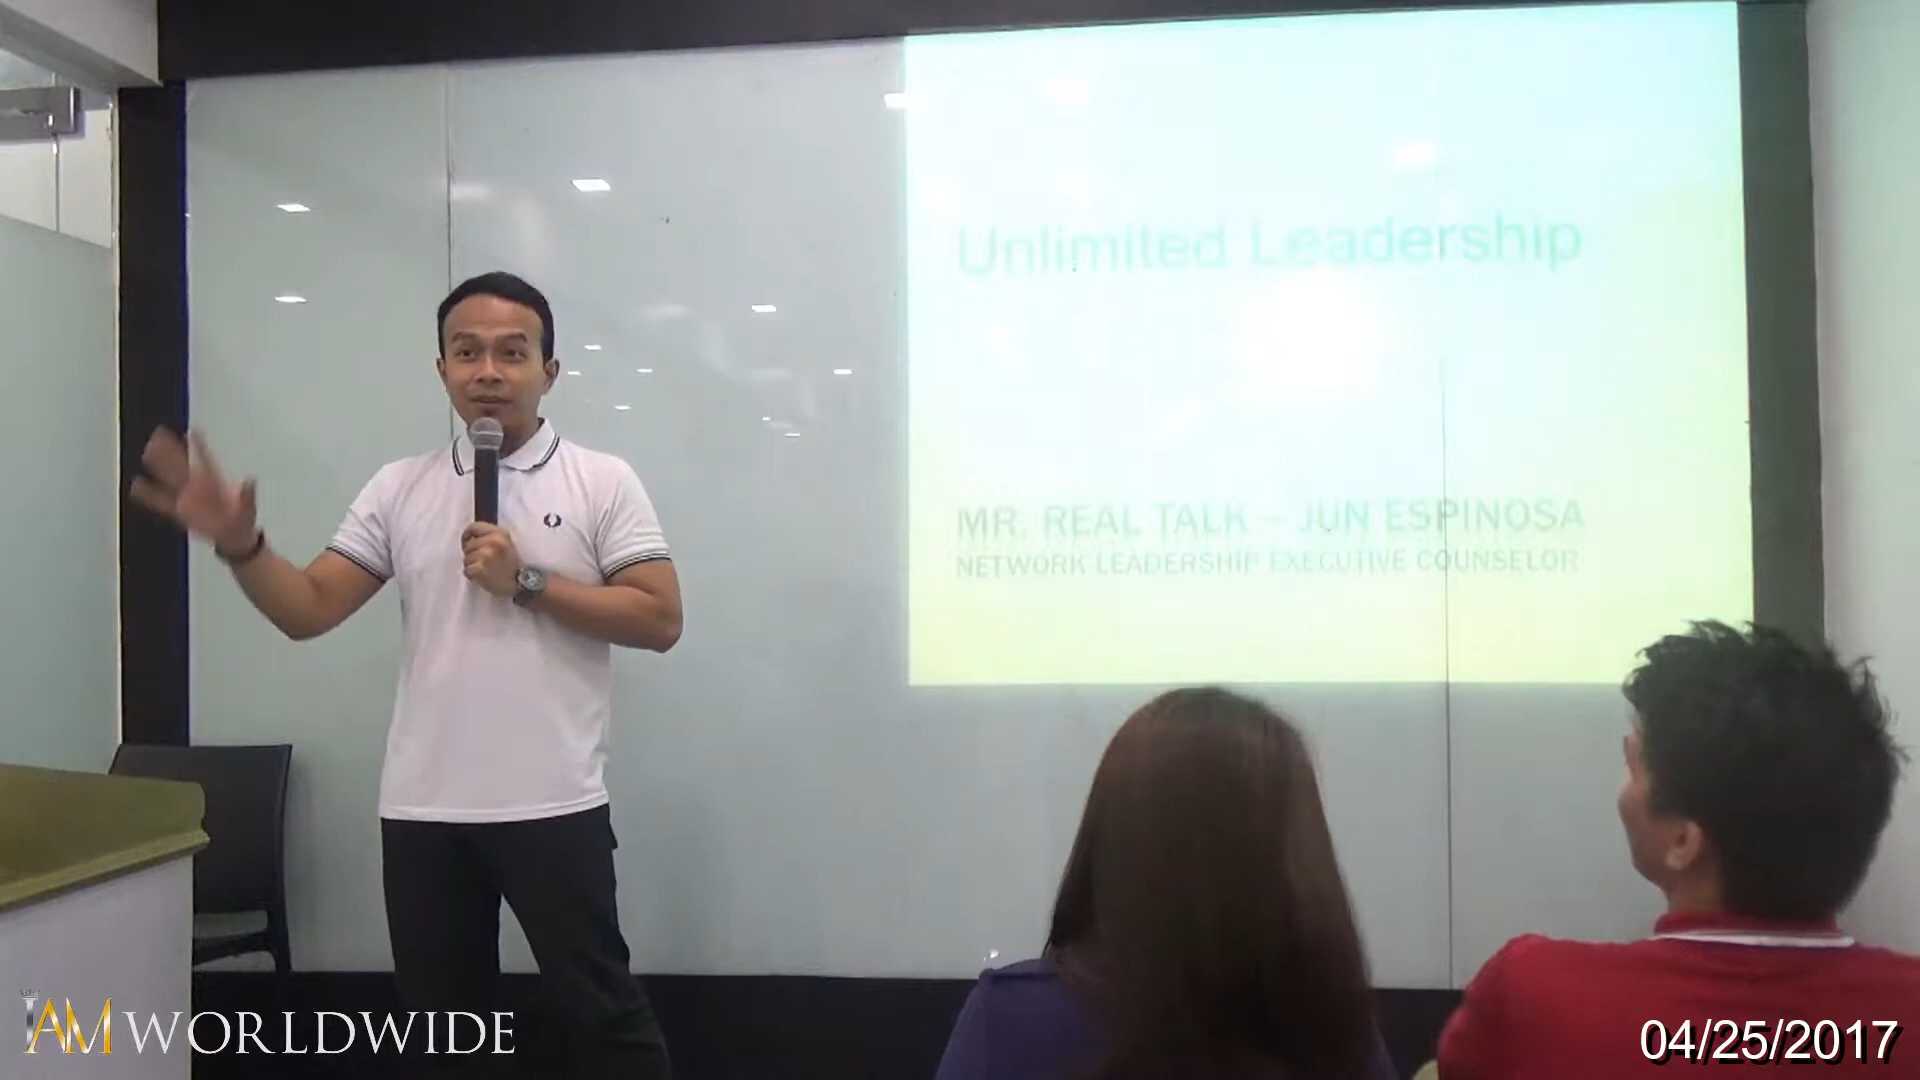 Unlimited Leadership
MR. REAL TALK – JUN ESPINOSA
NETWORK LEADERSHIP EXECUTIVE COUNSELOR
IAM WORLDWIDE
04/25/2017